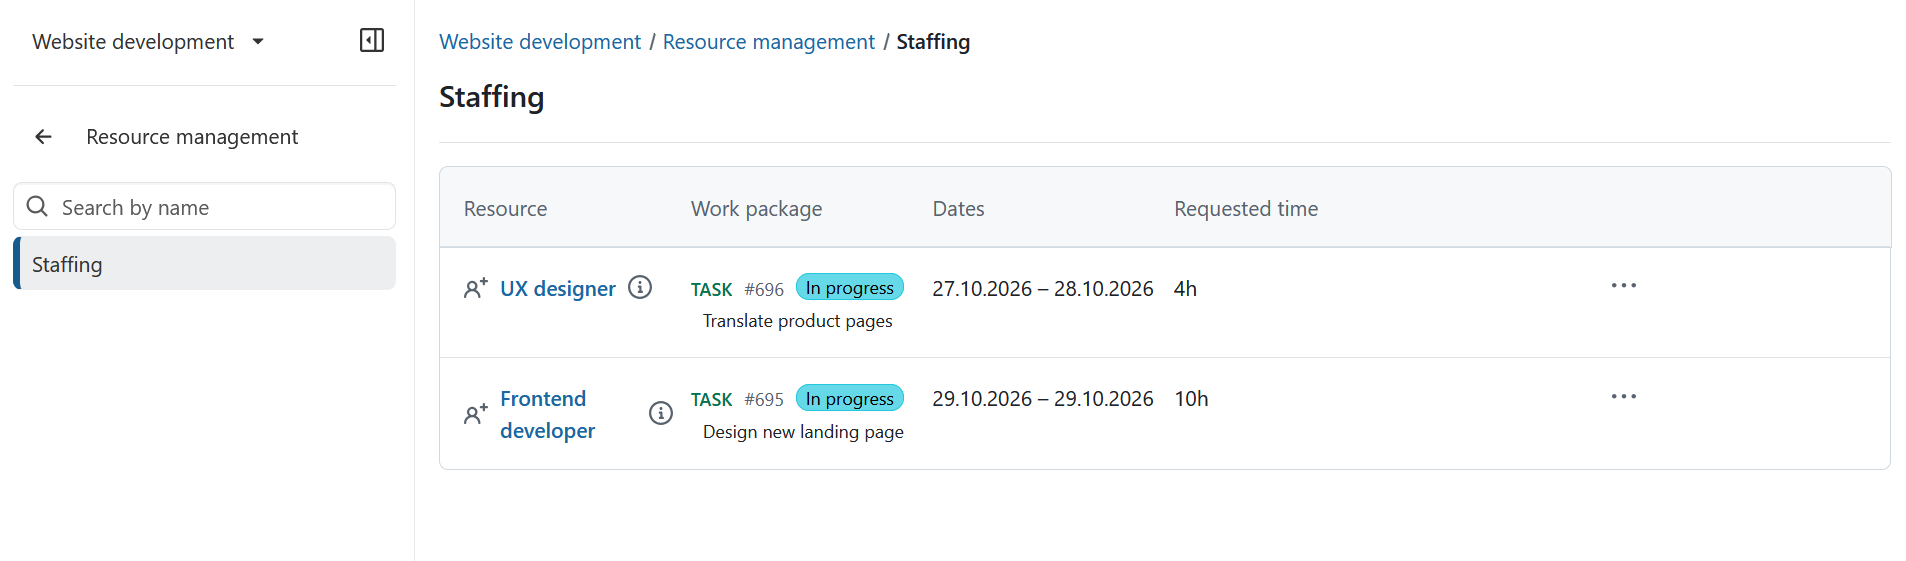 Website development
Website development / Resource management / Staffing
Staffing
Resource management
Search by name
Staffing
Resource Work package Dates Requested time
UX designer TASK #696 In progress 27.10.2026 – 28.10.2026 4h
Translate product pages
Frontend developer TASK #695 In progress 29.10.2026 – 29.10.2026 10h
Design new landing page